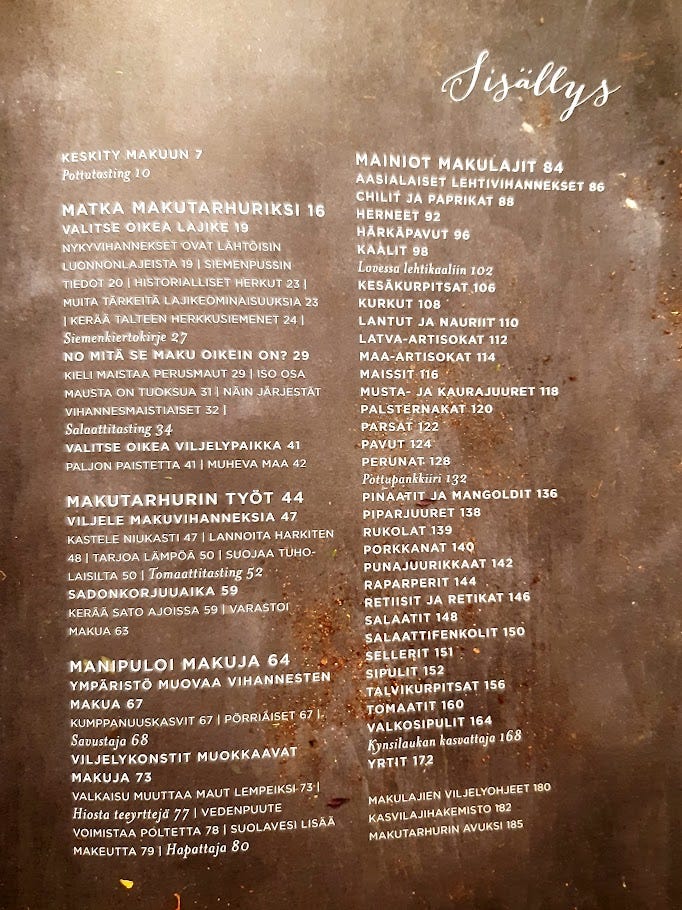 Sisällys
KESKITY MAKUUN 7
Pottutasting 10
MATKA MAKUTARHURIKSI 16
VALITSE OIKEA LAJIKE 19
NYKYVIHANNEKSET OVAT LÄHTÖISIN
LUONNONLAJEISTA 19 | SIEMENPUSSIN
TIEDOT 20 | HISTORIALLISET HERKUT 23 |
MUITA TÄRKEITÄ LAJIKEOMINAISUUKSIA 23
| KERÄÄ TALTEEN HERKKUSIEMENET 24 |
Siemenkiertokirje 27
NO MITÄ SE MAKU OIKEIN ON? 29
KIELI MAISTAA PERUSMAUT 29 | ISO OSA
MAUSTA ON TUOKSUA 31 | NÄIN JÄRJESTÄT
VIHANNESMAISTIAISET 32 |
Salaattitasting 34
VALITSE OIKEA VILJELYPAIKKA 41
PALJON PAISTETTA 41 | MUHEVA MAA 42
MAKUTARHURIN TYÖT 44
VILJELE MAKUVIHANNEKSIA 47
KASTELE NIUKASTI 47 | LANNOITA HARKITEN
48 | TARJOA LÄMPÖÄ 50 | SUOJAA TUHO-
LAISILTA 50 | Tomaattitasting 52
SADONKORJUUAIKA 59
KERÄÄ SATO AJOISSA 59 | VARASTOI
MAKUA 63
MANIPULOI MAKUJA 64
YMPÄRISTÖ MUOVAA VIHANNESTEN
MAKUA 67
KUMPPANUUSKASVIT 67 | PÖRRIÄISET 67 |
Savustaja 68
VILJELYKONSTIT MUOKKAAVAT
MAKUJA 73
VALKAISU MUUTTAA MAUT LEMPEIKSI 73 |
Hiosta teeyrttejä 77 | VEDENPUUTE
VOIMISTAA POLTETTA 78 | SUOLAVESI LISÄÄ
MAKEUTTA 79 | Hapattaja 80
MAINIOT MAKULAJIT 84
AASIALAISET LEHTIVIHANNEKSET 86
CHILIT JA PAPRIKAT 88
HERNEET 92
HÄRKÄPAVUT 96
KAALIT 98
Lovessa lehtikaaliin 102
KESÄKURPITSAT 106
KURKUT 108
LANTUT JA NAURIIT 110
LATVA-ARTISOKAT 112
MAA-ARTISOKAT 114
MAISSIT 116
MUSTA- JA KAURAJUURET 118
PALSTERNAKAT 120
PARSAT 122
PAVUT 124
PERUNAT 128
Pottupankkiiri 132
PINAATIT JA MANGOLDIT 136
PIPARJUURET 138
RUKOLAT 139
PORKKANAT 140
PUNAJUURIKKAAT 142
RAPARPERIT 144
RETIISIT JA RETIKAT 146
SALAATIT 148
SALAATTIFENKOLIT 150
SELLERIT 151
SIPULIT 152
TALVIKURPITSAT 156
TOMAATIT 160
VALKOSIPULIT 164
Kynsilaukan kasvattaja 168
YRTIT 172
MAKULAJIEN VILJELYOHJEET 180
KASVILAJIHAKEMISTO 182
MAKUTARHURIN AVUKSI 185